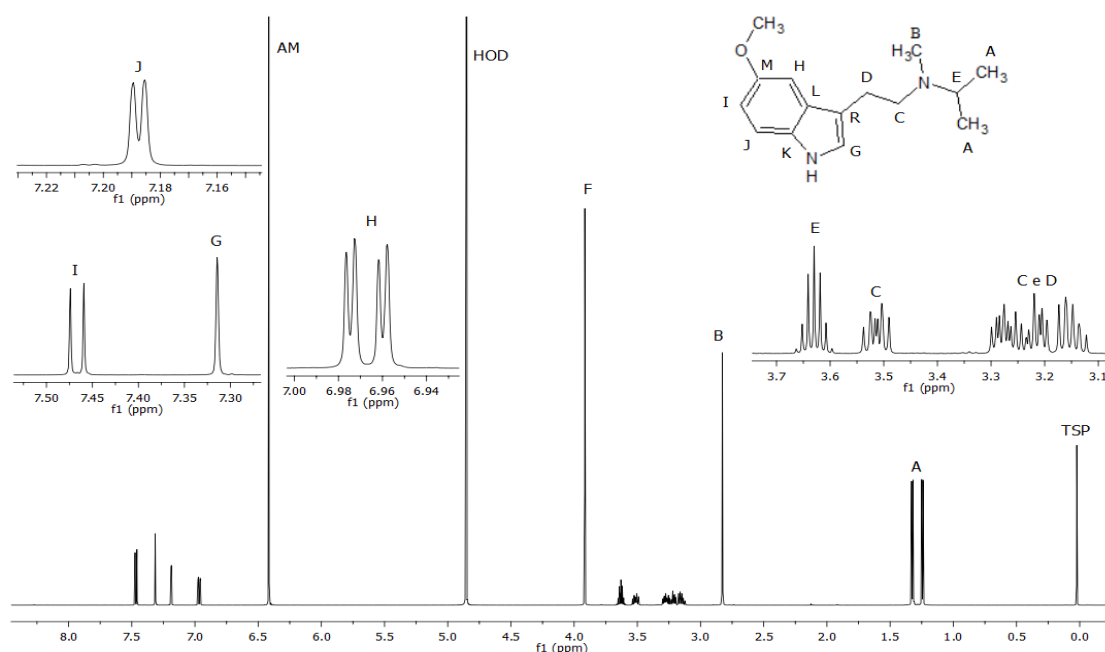 J
7.22 7.20 7.18 7.16
f1 (ppm)
I
G
7.50 7.45 7.40 7.35 7.30
f1 (ppm)
AM
H
7.00 6.98 6.96 6.94
f1 (ppm)
HOD
F
B
CH₃
O
M
H
I
L
J
K
N
H
R
G
D
C
B
H₃C
N
E
A
CH₃
CH₃
A
E
C
C e D
3.7 3.6 3.5 3.4 3.3 3.2 3.1
f1 (ppm)
A
TSP
8.0 7.5 7.0 6.5 6.0 5.5 5.0 4.5 4.0 3.5 3.0 2.5 2.0 1.5 1.0 0.5 0.0
f1 (ppm)